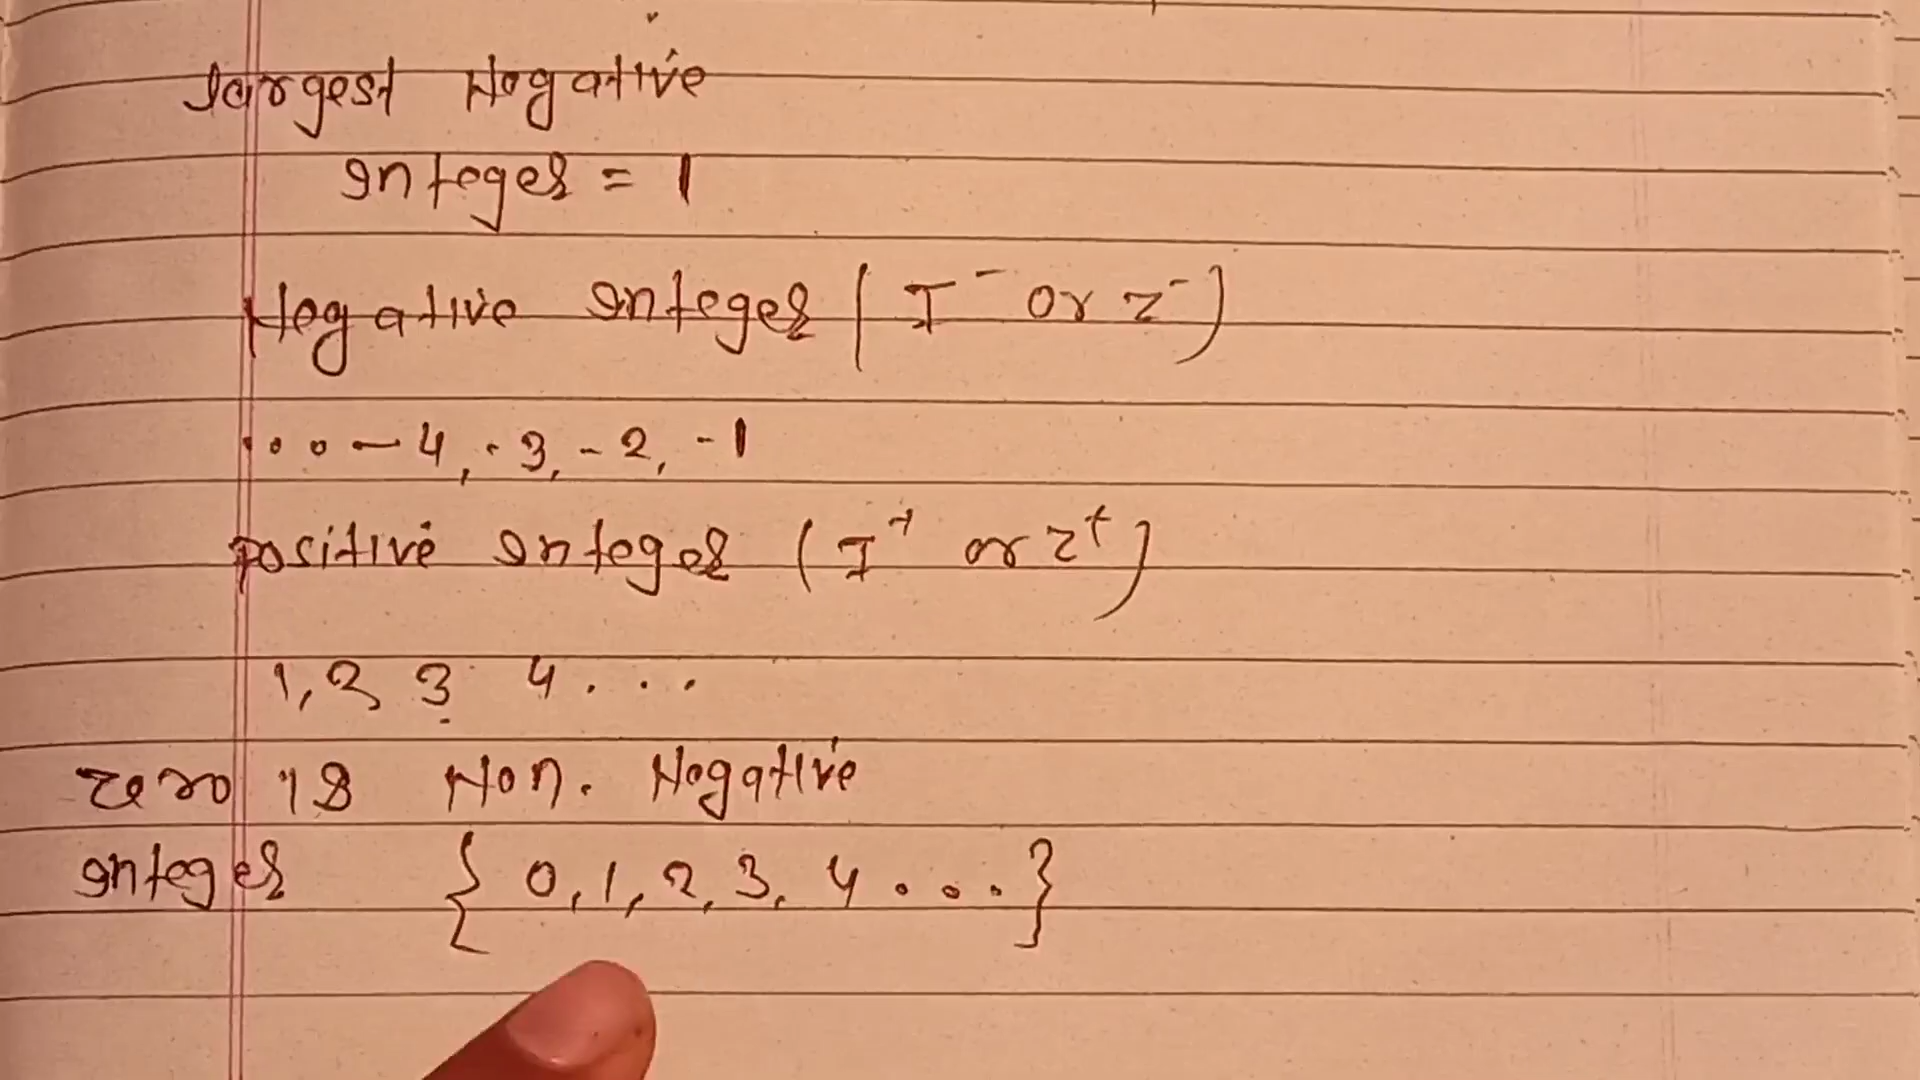 largest Negative
Integer = 1
Negative Integer ( I⁻ or z⁻ )
... - 4, - 3, - 2, - 1
positive Integer ( I⁺ or z⁺ )
1, 2, 3 4 . . .
zero is Non. Negative
Integer { 0, 1, 2, 3, 4 ... }